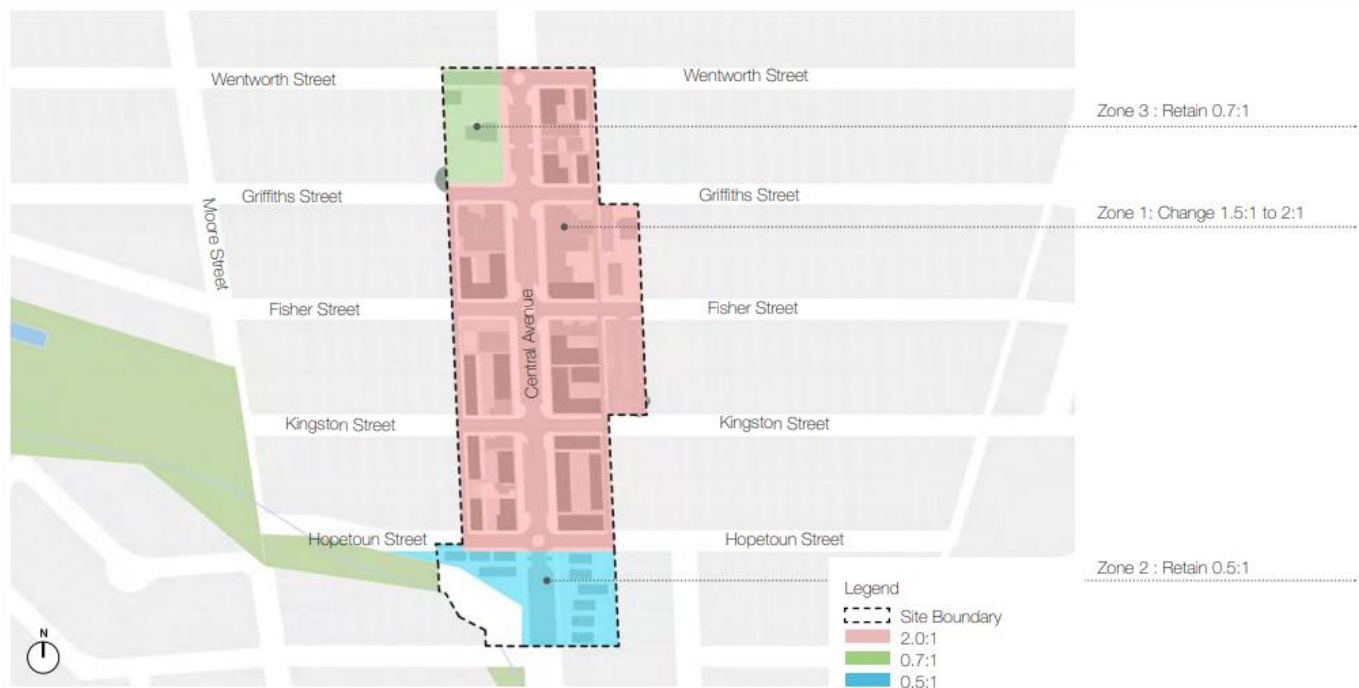 Wentworth Street
Wentworth Street
Zone 3 : Retain 0.7:1
Griffiths Street
Griffiths Street
Moore Street
Zone 1: Change 1.5:1 to 2:1
Fisher Street
Central Avenue
Fisher Street
Kingston Street
Kingston Street
Hopetoun Street
Hopetoun Street
Zone 2 : Retain 0.5:1
Legend
Site Boundary
2.0:1
0.7:1
0.5:1
N